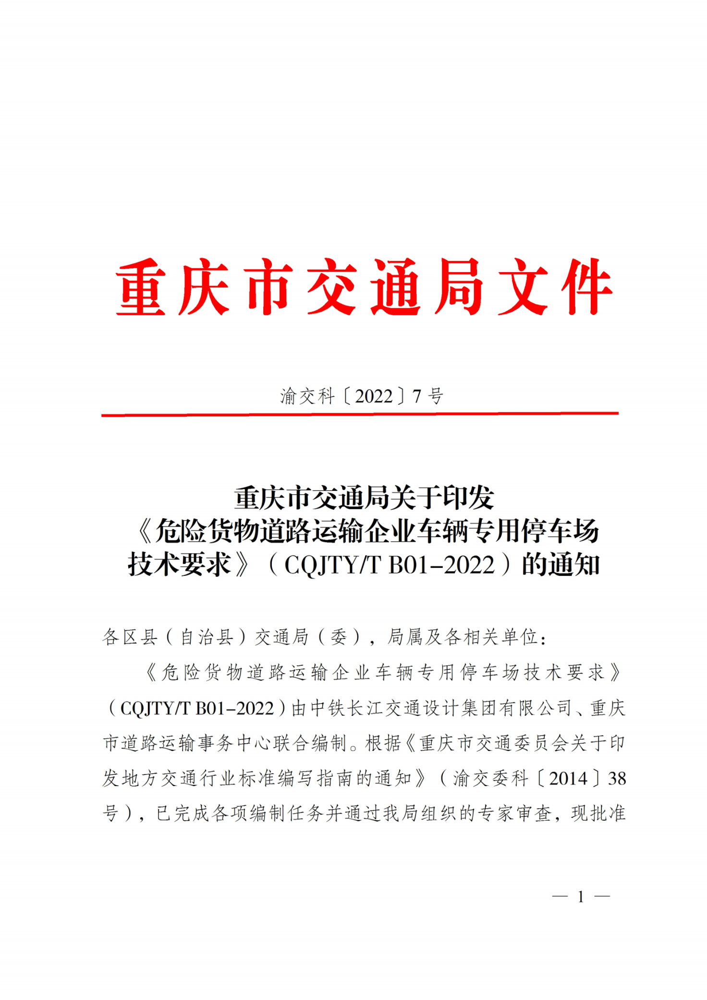 重庆市交通局文件
渝交科〔2022〕7 号
重庆市交通局关于印发
《危险货物道路运输企业车辆专用停车场
技术要求》（CQJTY/T B01-2022）的通知
各区县（自治县）交通局（委），局属及各相关单位：
《危险货物道路运输企业车辆专用停车场技术要求》
（CQJTY/T B01-2022）由中铁长江交通设计集团有限公司、重庆
市道路运输事务中心联合编制。根据《重庆市交通委员会关于印
发地方交通行业标准编写指南的通知》（渝交委科〔2014〕38
号），已完成各项编制任务并通过我局组织的专家审查，现批准
— 1 —